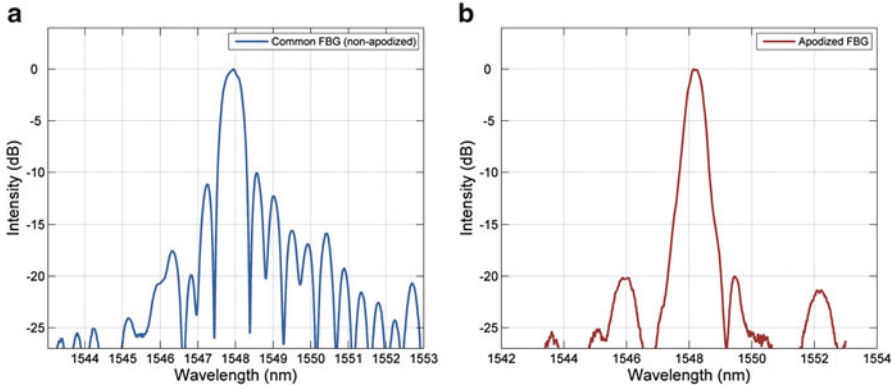 a
Common FBG (non-apodized)
Intensity (dB)
0
-5
-10
-15
-20
-25
1544 1545 1546 1547 1548 1549 1550 1551 1552 1553
Wavelength (nm)
b
Apodized FBG
Intensity (dB)
0
-5
-10
-15
-20
-25
1542 1544 1546 1548 1550 1552 1554
Wavelength (nm)